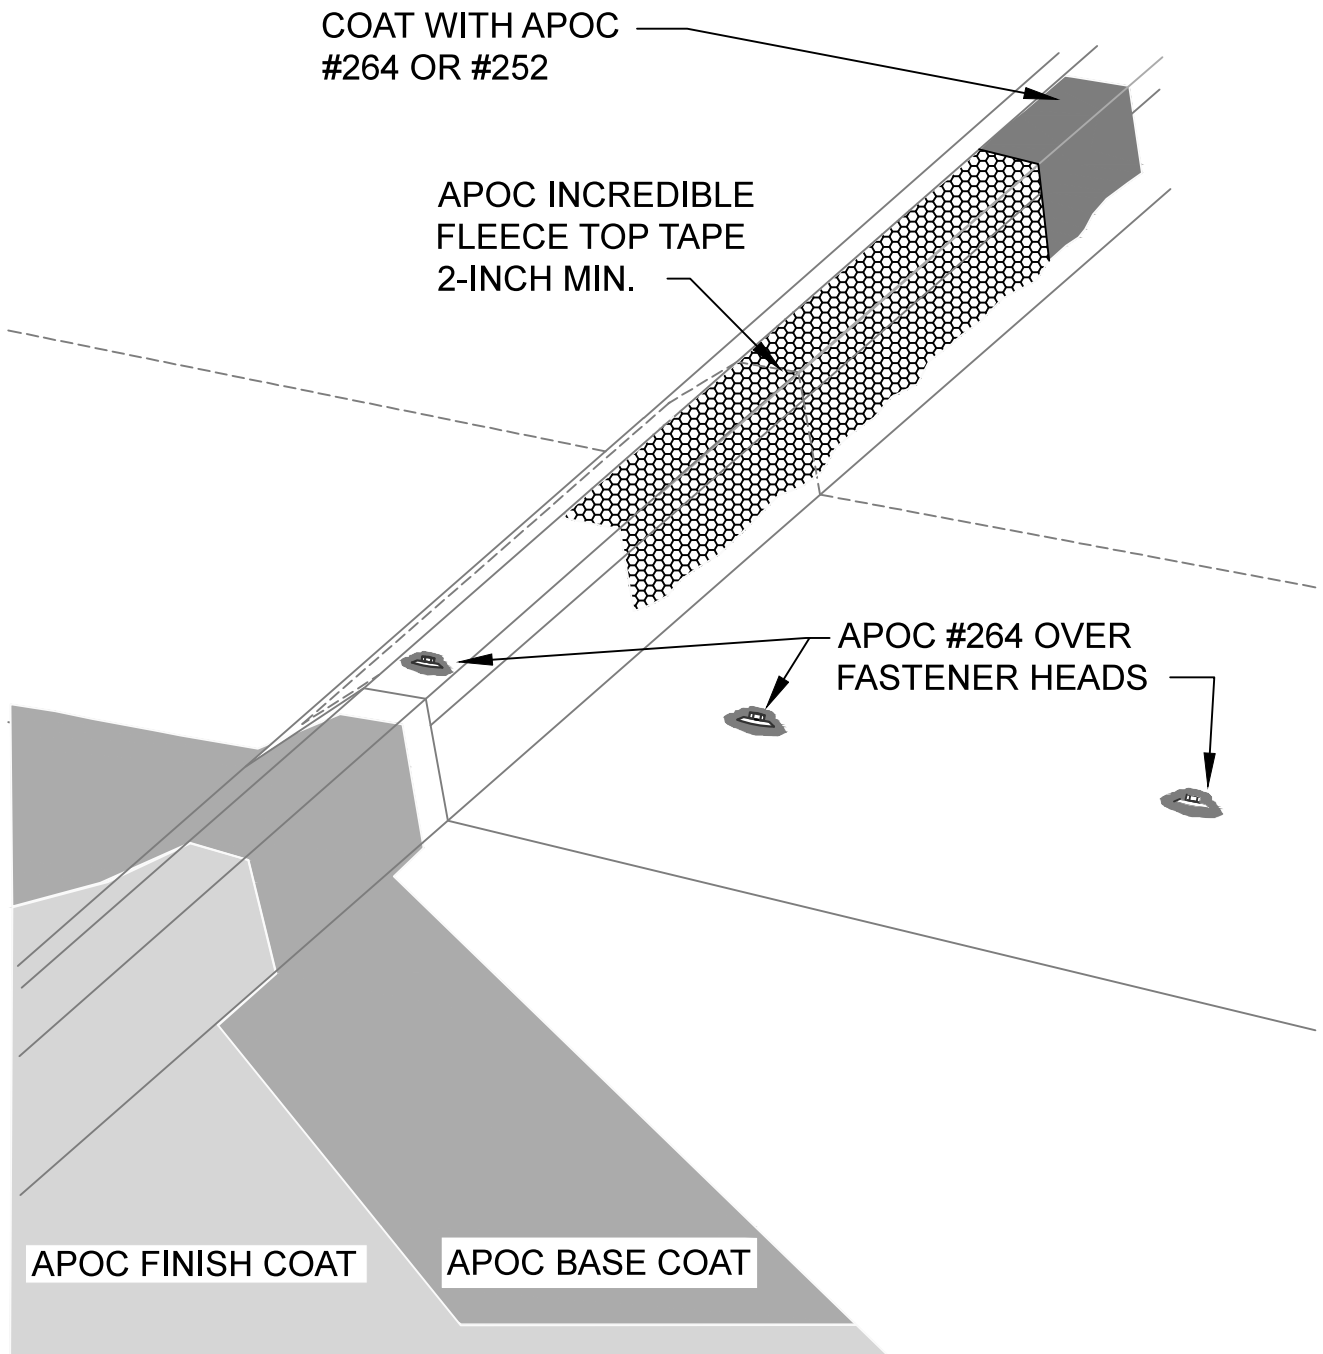 COAT WITH APOC
#264 OR #252
APOC INCREDIBLE
FLEECE TOP TAPE
2-INCH MIN.
APOC #264 OVER
FASTENER HEADS
APOC FINISH COAT
APOC BASE COAT